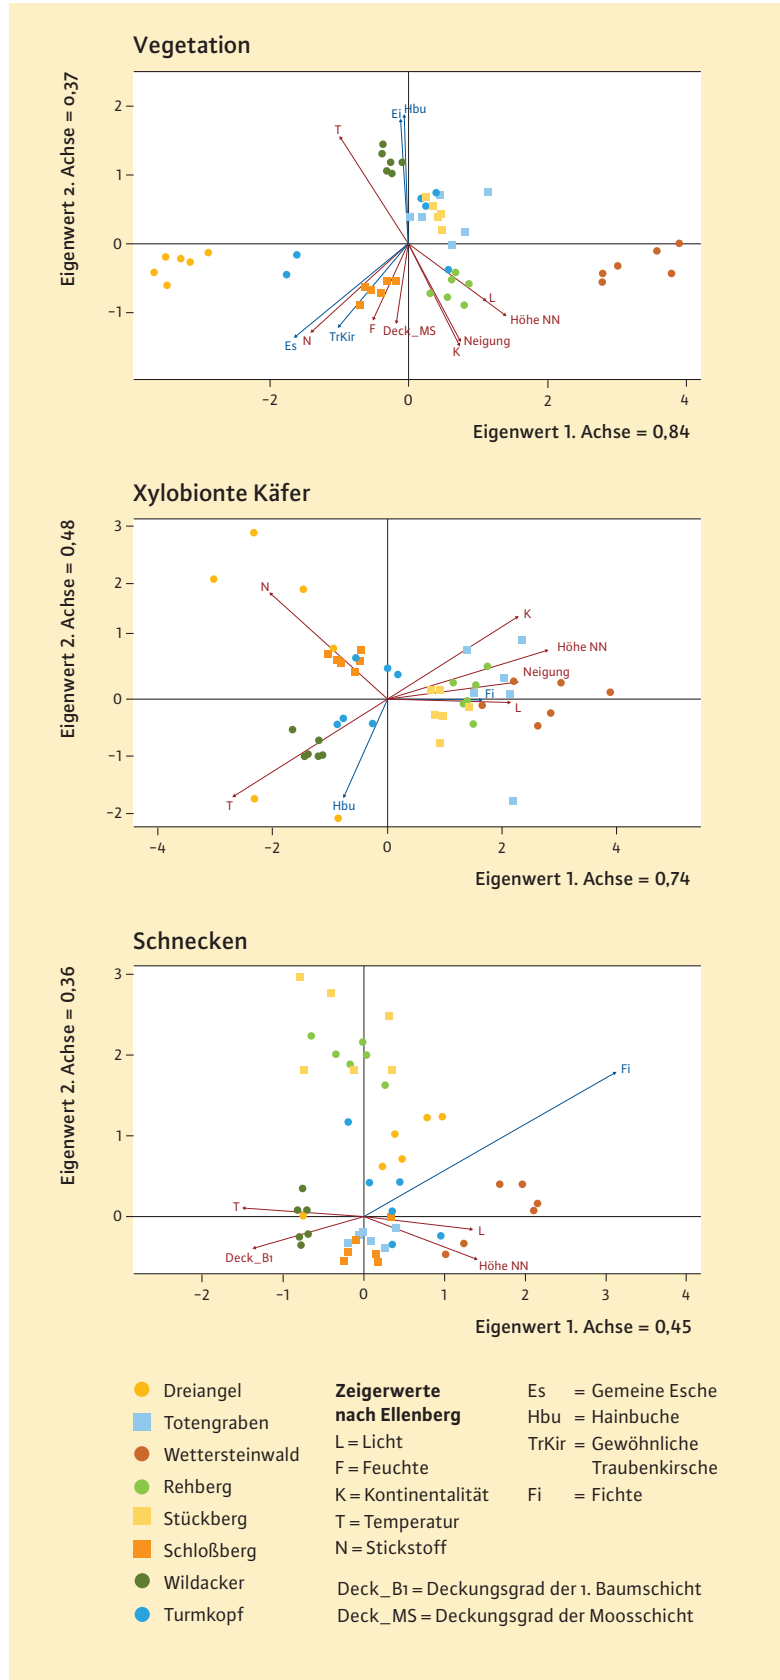 Vegetation
Eigenwert 2. Achse = 0,37
2
1
0
−1
−2
0
2
4
T
Ei
Hbu
L
Höhe NN
Neigung
K
Deck_MS
F
TrKir
N
Es
Eigenwert 1. Achse = 0,84
Xylobionte Käfer
Eigenwert 2. Achse = 0,48
3
2
1
0
−1
−2
−4
−2
0
2
4
N
K
Höhe NN
Neigung
Fi
L
T
Hbu
Eigenwert 1. Achse = 0,74
Schnecken
Eigenwert 2. Achse = 0,36
3
2
1
0
−2
−1
0
1
2
3
4
Fi
T
Deck_B1
L
Höhe NN
Eigenwert 1. Achse = 0,45
Dreiangel
Totengraben
Wettersteinwald
Rehberg
Stückberg
Schloßberg
Wildacker
Turmkopf
Zeigerwerte
nach Ellenberg
L = Licht
F = Feuchte
K = Kontinentalität
T = Temperatur
N = Stickstoff
Es = Gemeine Esche
Hbu = Hainbuche
TrKir = Gewöhnliche
Traubenkirsche
Fi = Fichte
Deck_B1 = Deckungsgrad der 1. Baumschicht
Deck_MS = Deckungsgrad der Moosschicht